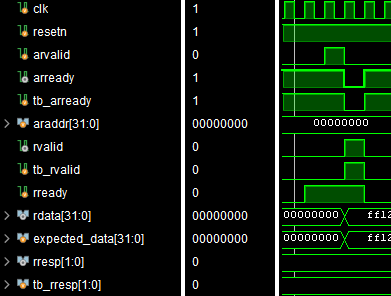 clk 1
resetn 1
arvalid 0
arready 1
tb_arready 1
araddr[31:0] 00000000 00000000
rvalid 0
tb_rvalid 0
rready 0
rdata[31:0] 00000000 00000000 ff12
expected_data[31:0] 00000000 00000000 ff12
rresp[1:0] 0
tb_rresp[1:0] 0